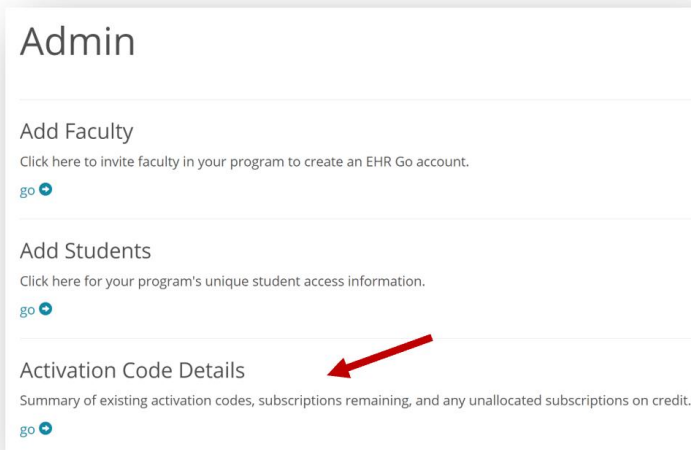 Admin
Add Faculty
Click here to invite faculty in your program to create an EHR Go account.
go
Add Students
Click here for your program's unique student access information.
go
Activation Code Details
Summary of existing activation codes, subscriptions remaining, and any unallocated subscriptions on credit.
go